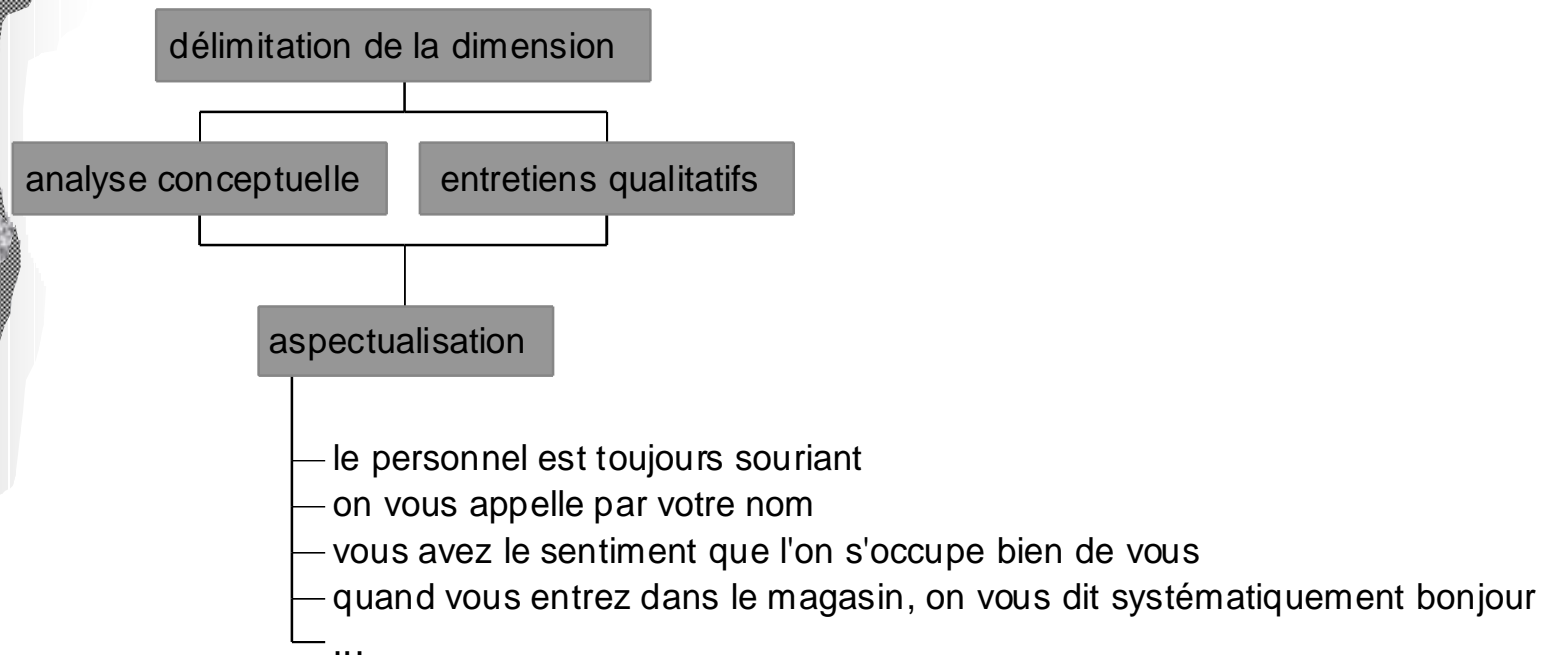 délimitation de la dimension
analyse conceptuelle
entretiens qualitatifs
aspectualisation
le personnel est toujours souriant
on vous appelle par votre nom
vous avez le sentiment que l'on s'occupe bien de vous
quand vous entrez dans le magasin, on vous dit systématiquement bonjour
...